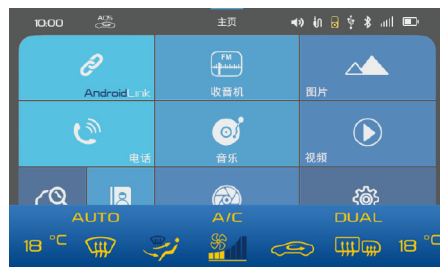 10:00 AQS 主页
AndroidLink
FM
收音机
图片
电话
音乐
视频
AUTO A/C DUAL
18 °C 18 °C